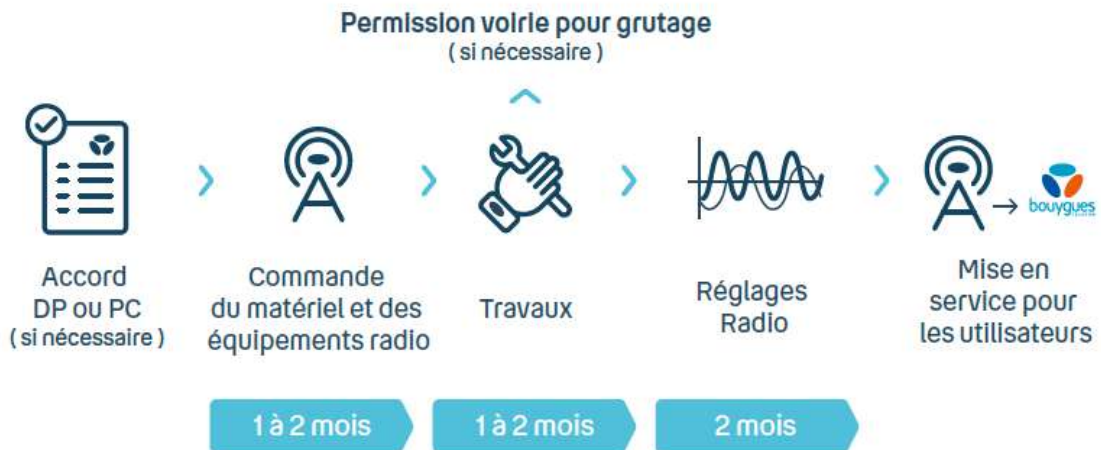 Permission voirie pour grutage
( si nécessaire )
Accord
DP ou PC
( si nécessaire )
Commande
du matériel et des
équipements radio
Travaux
Réglages
Radio
bouygues
Mise en
service pour
les utilisateurs
1 à 2 mois
1 à 2 mois
2 mois